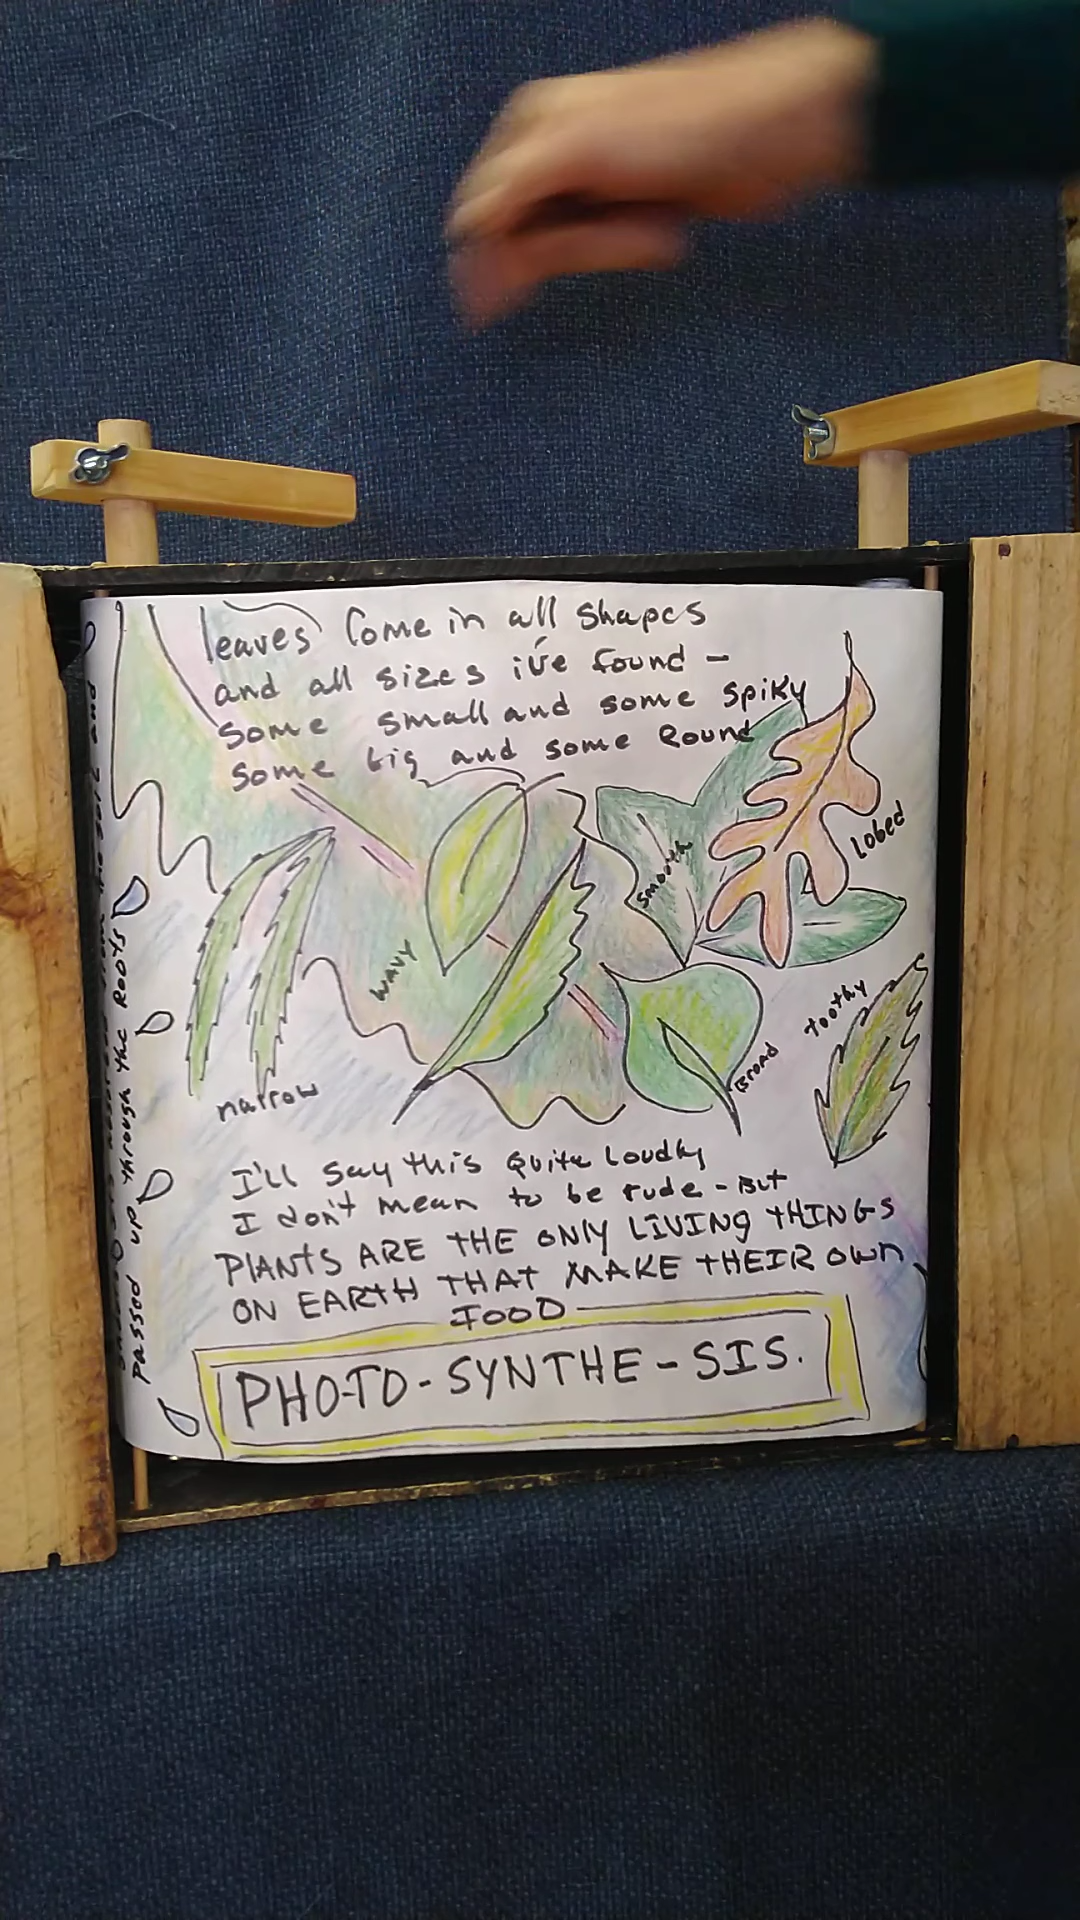 leaves Come in all shapes
and all sizes i've found -
some small and some spiky
some big and some Round
smooth
Lobed
wavy
toothy
Broad
narrow
I'll say this quite loudly
I don't mean to be rude - But
PlANts ARE THE ONly LiVING tHINGS
ON EARtH THAt MAKE tHEIR Own
FOOD
PHO-TO - SYNTHE - SIS.
and
passed up through the Roots